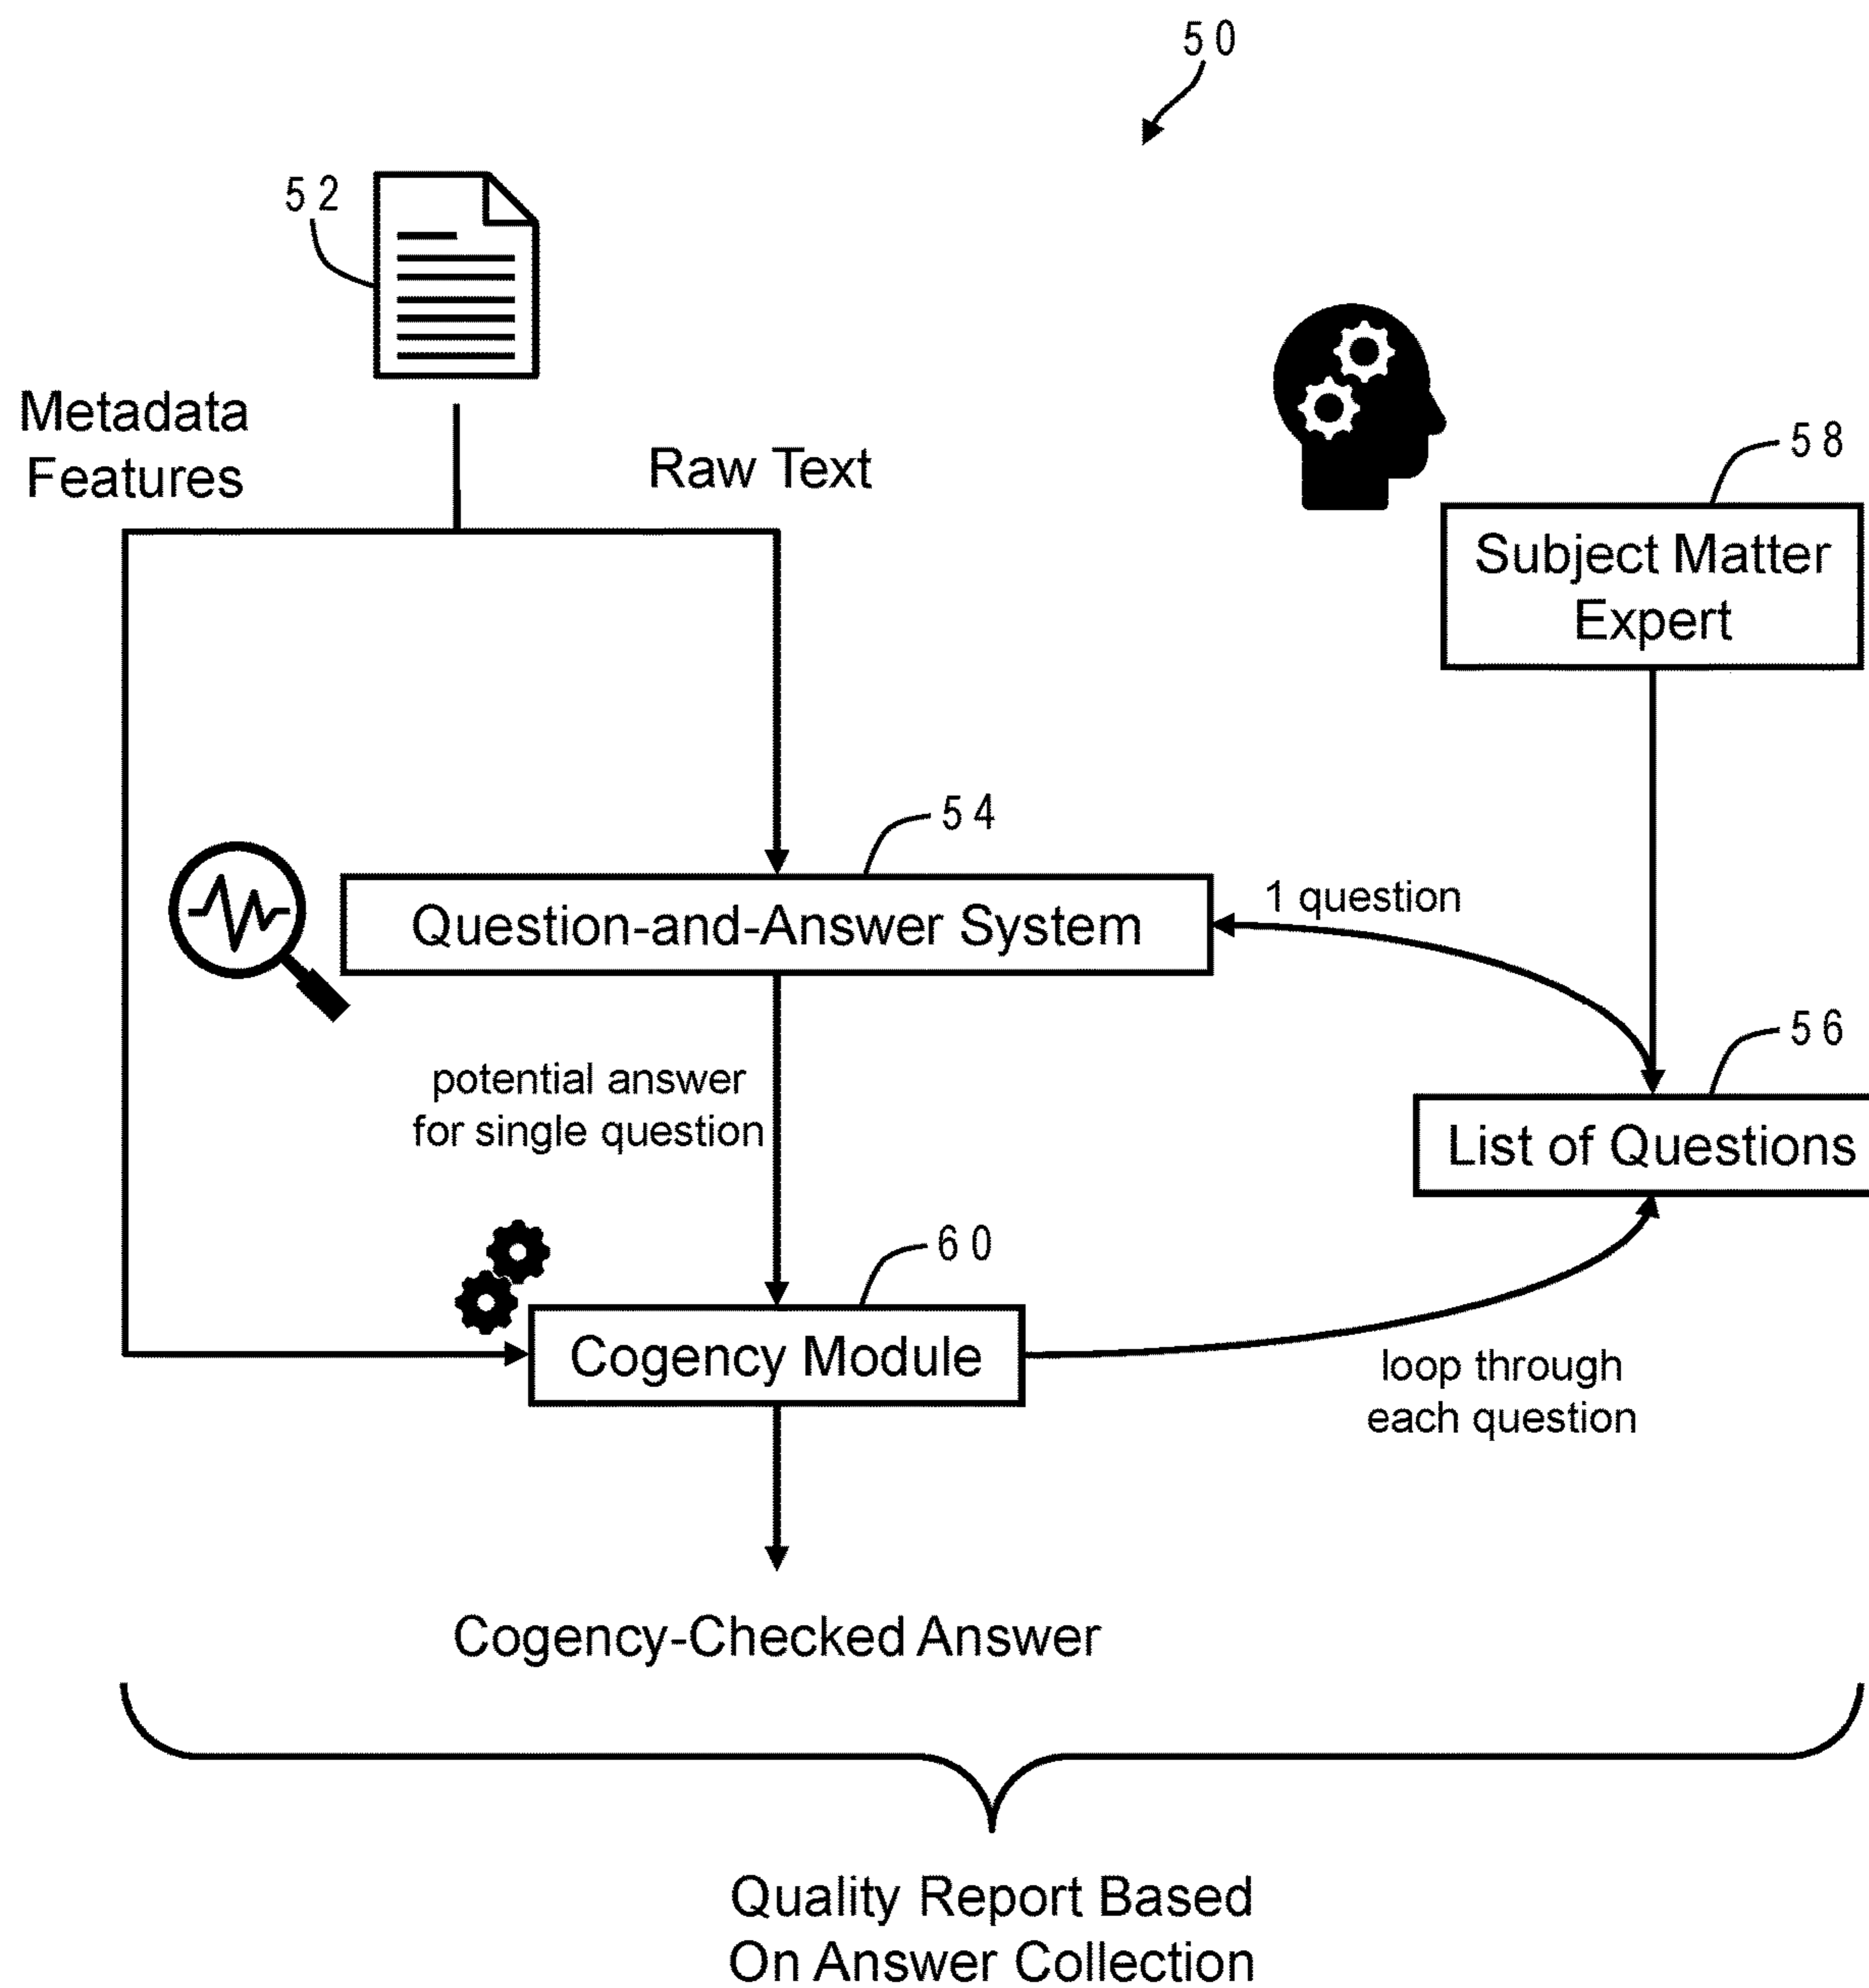 50
52
Metadata
Features
Raw Text
58
Subject Matter
Expert
54
Question-and-Answer System
1 question
56
potential answer
for single question
List of Questions
60
Cogency Module
loop through
each question
Cogency-Checked Answer
Quality Report Based
On Answer Collection